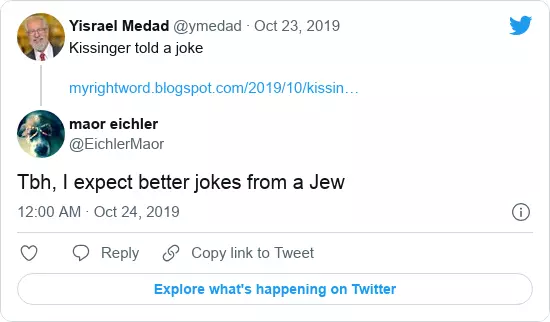 Yisrael Medad @ymedad · Oct 23, 2019
Kissinger told a joke
myrightword.blogspot.com/2019/10/kissin…
maor eichler
@EichlerMaor
Tbh, I expect better jokes from a Jew
12:00 AM · Oct 24, 2019
Reply Copy link to Tweet
Explore what's happening on Twitter